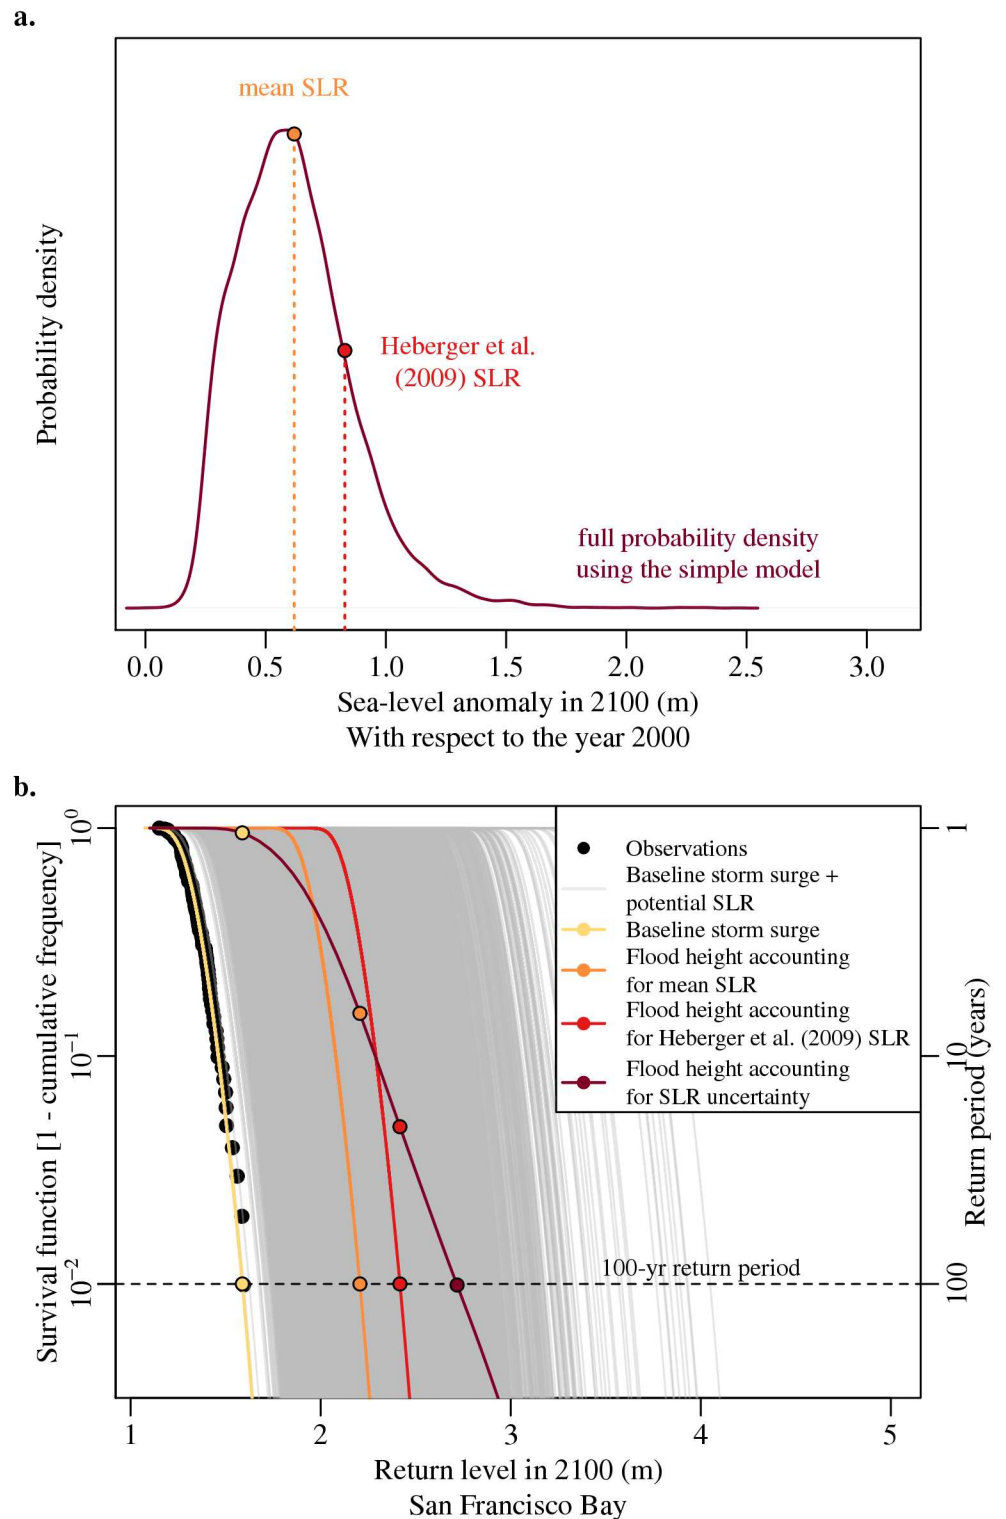 a.
mean SLR
Heberger et al.
(2009) SLR
full probability density
using the simple model
Probability density
0.0 0.5 1.0 1.5 2.0 2.5 3.0
Sea-level anomaly in 2100 (m)
With respect to the year 2000
b.
Survival function [1 - cumulative frequency]
10^0
10^-1
10^-2
Observations
Baseline storm surge +
potential SLR
Baseline storm surge
Flood height accounting
for mean SLR
Flood height accounting
for Heberger et al. (2009) SLR
Flood height accounting
for SLR uncertainty
100-yr return period
1
10
100
Return period (years)
1 2 3 4 5
Return level in 2100 (m)
San Francisco Bay